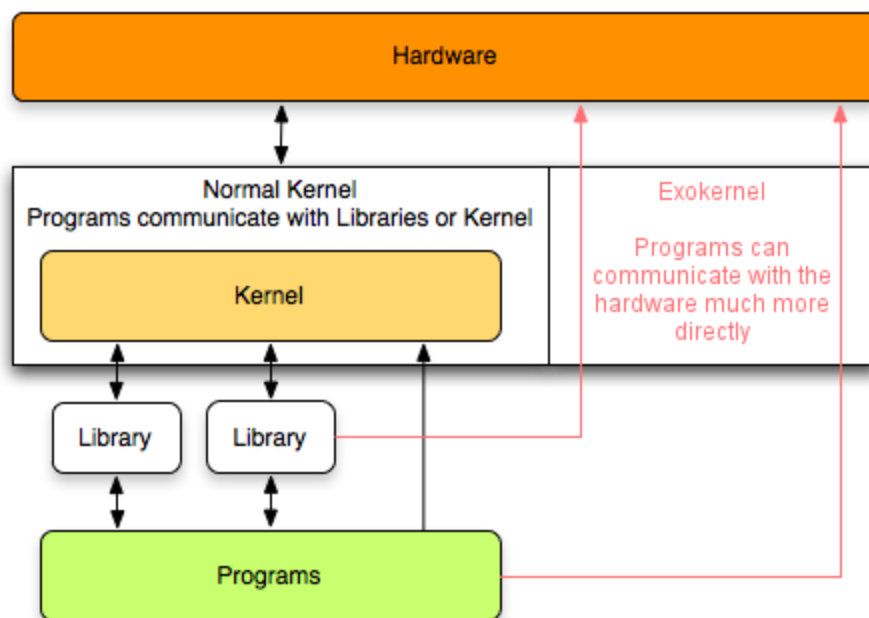 Hardware
Normal Kernel
Programs communicate with Libraries or Kernel
Kernel
Exokernel
Programs can
communicate with the
hardware much more
directly
Library
Library
Programs